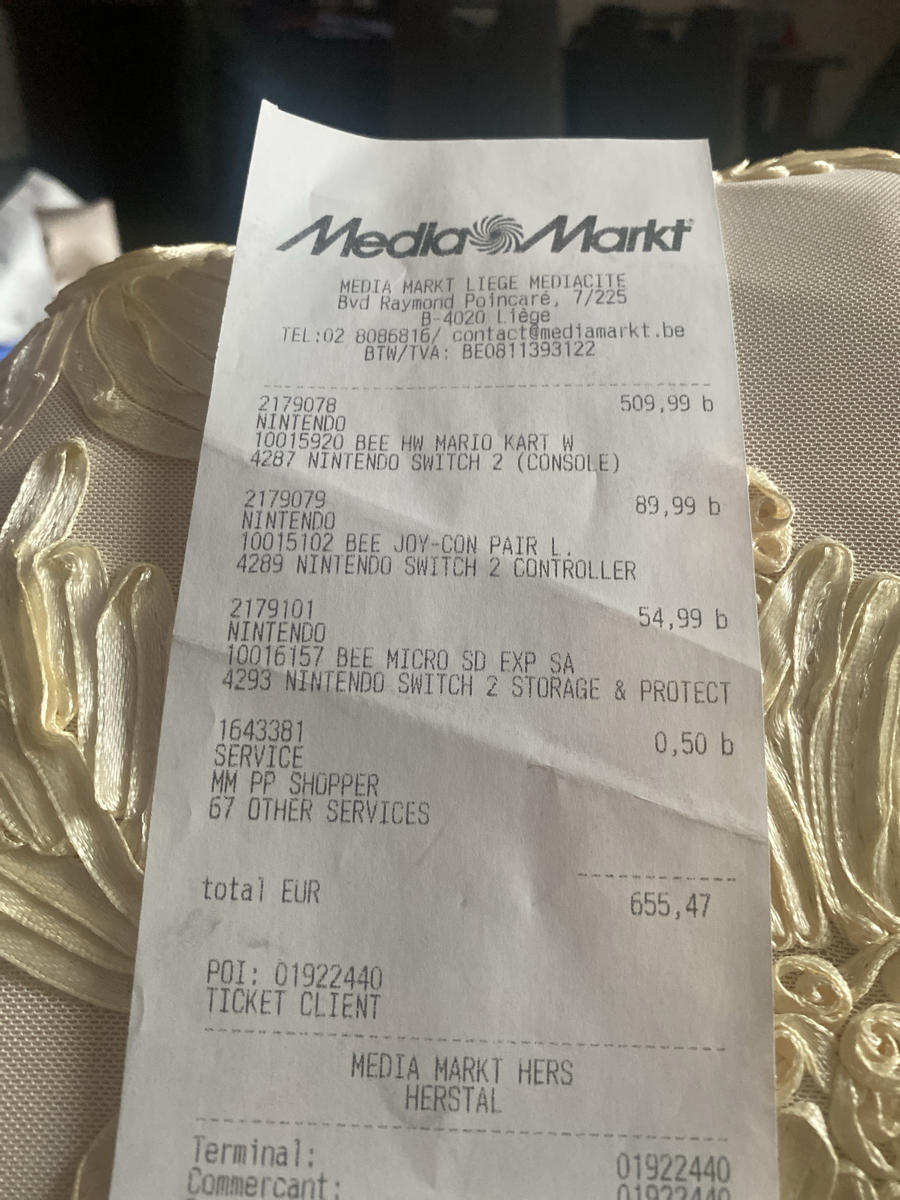 Media Markt
MEDIA MARKT LIEGE MEDIACITE
Bvd Raymond Poincaré, 7/225
B-4020 Liège
TEL:02 8086816/ contact@mediamarkt.be
BTW/TVA: BE0811393122
2179078 509,99 b
NINTENDO
10015920 BEE HW MARIO KART W
4287 NINTENDO SWITCH 2 (CONSOLE)
2179079 89,99 b
NINTENDO
10015102 BEE JOY-CON PAIR L.
4289 NINTENDO SWITCH 2 CONTROLLER
2179101 54,99 b
NINTENDO
10016157 BEE MICRO SD EXP SA
4293 NINTENDO SWITCH 2 STORAGE & PROTECT
1643381 0,50 b
SERVICE
MM PP SHOPPER
67 OTHER SERVICES
total EUR 655,47
POI: 01922440
TICKET CLIENT
MEDIA MARKT HERS
HERSTAL
Terminal: 01922440
Commercant: 01922440